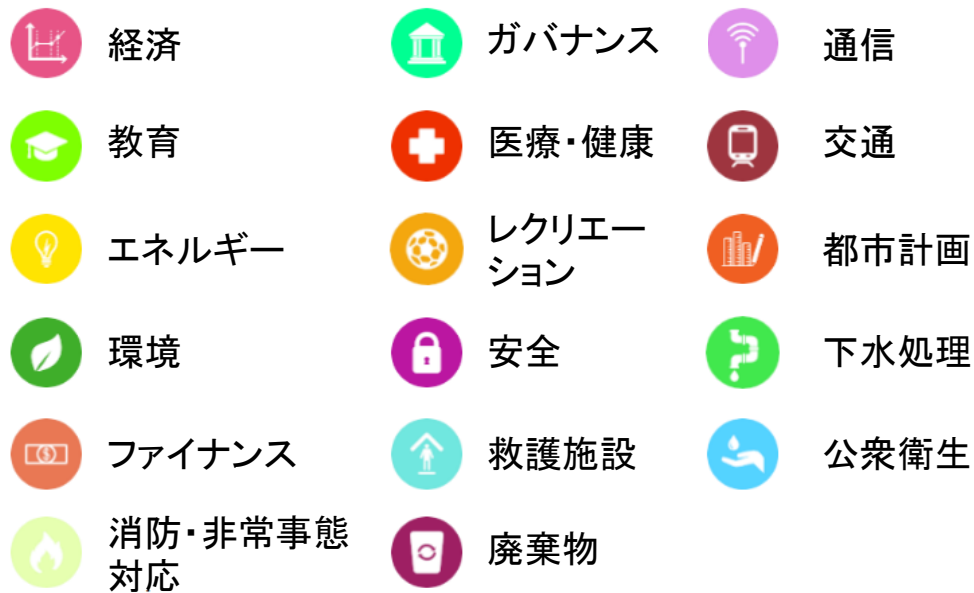 経済
教育
エネルギー
環境
ファイナンス
消防・非常事態
対応
ガバナンス
医療・健康
レクリエー
ション
安全
救護施設
廃棄物
通信
交通
都市計画
下水処理
公衆衛生